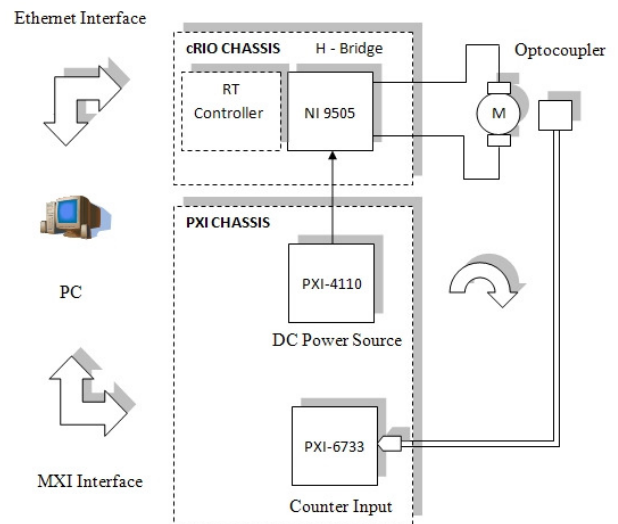 Ethernet Interface
cRIO CHASSIS
H - Bridge
Optocoupler
RT
Controller
NI 9505
M
PXI CHASSIS
PXI-4110
PC
DC Power Source
PXI-6733
MXI Interface
Counter Input